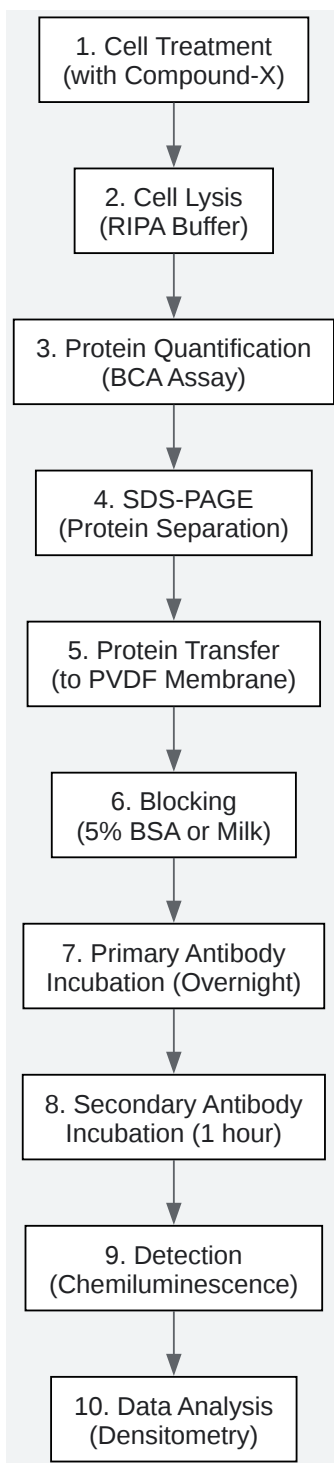 1. Cell Treatment
(with Compound-X)
2. Cell Lysis
(RIPA Buffer)
3. Protein Quantification
(BCA Assay)
4. SDS-PAGE
(Protein Separation)
5. Protein Transfer
(to PVDF Membrane)
6. Blocking
(5% BSA or Milk)
7. Primary Antibody
Incubation (Overnight)
8. Secondary Antibody
Incubation (1 hour)
9. Detection
(Chemiluminescence)
10. Data Analysis
(Densitometry)